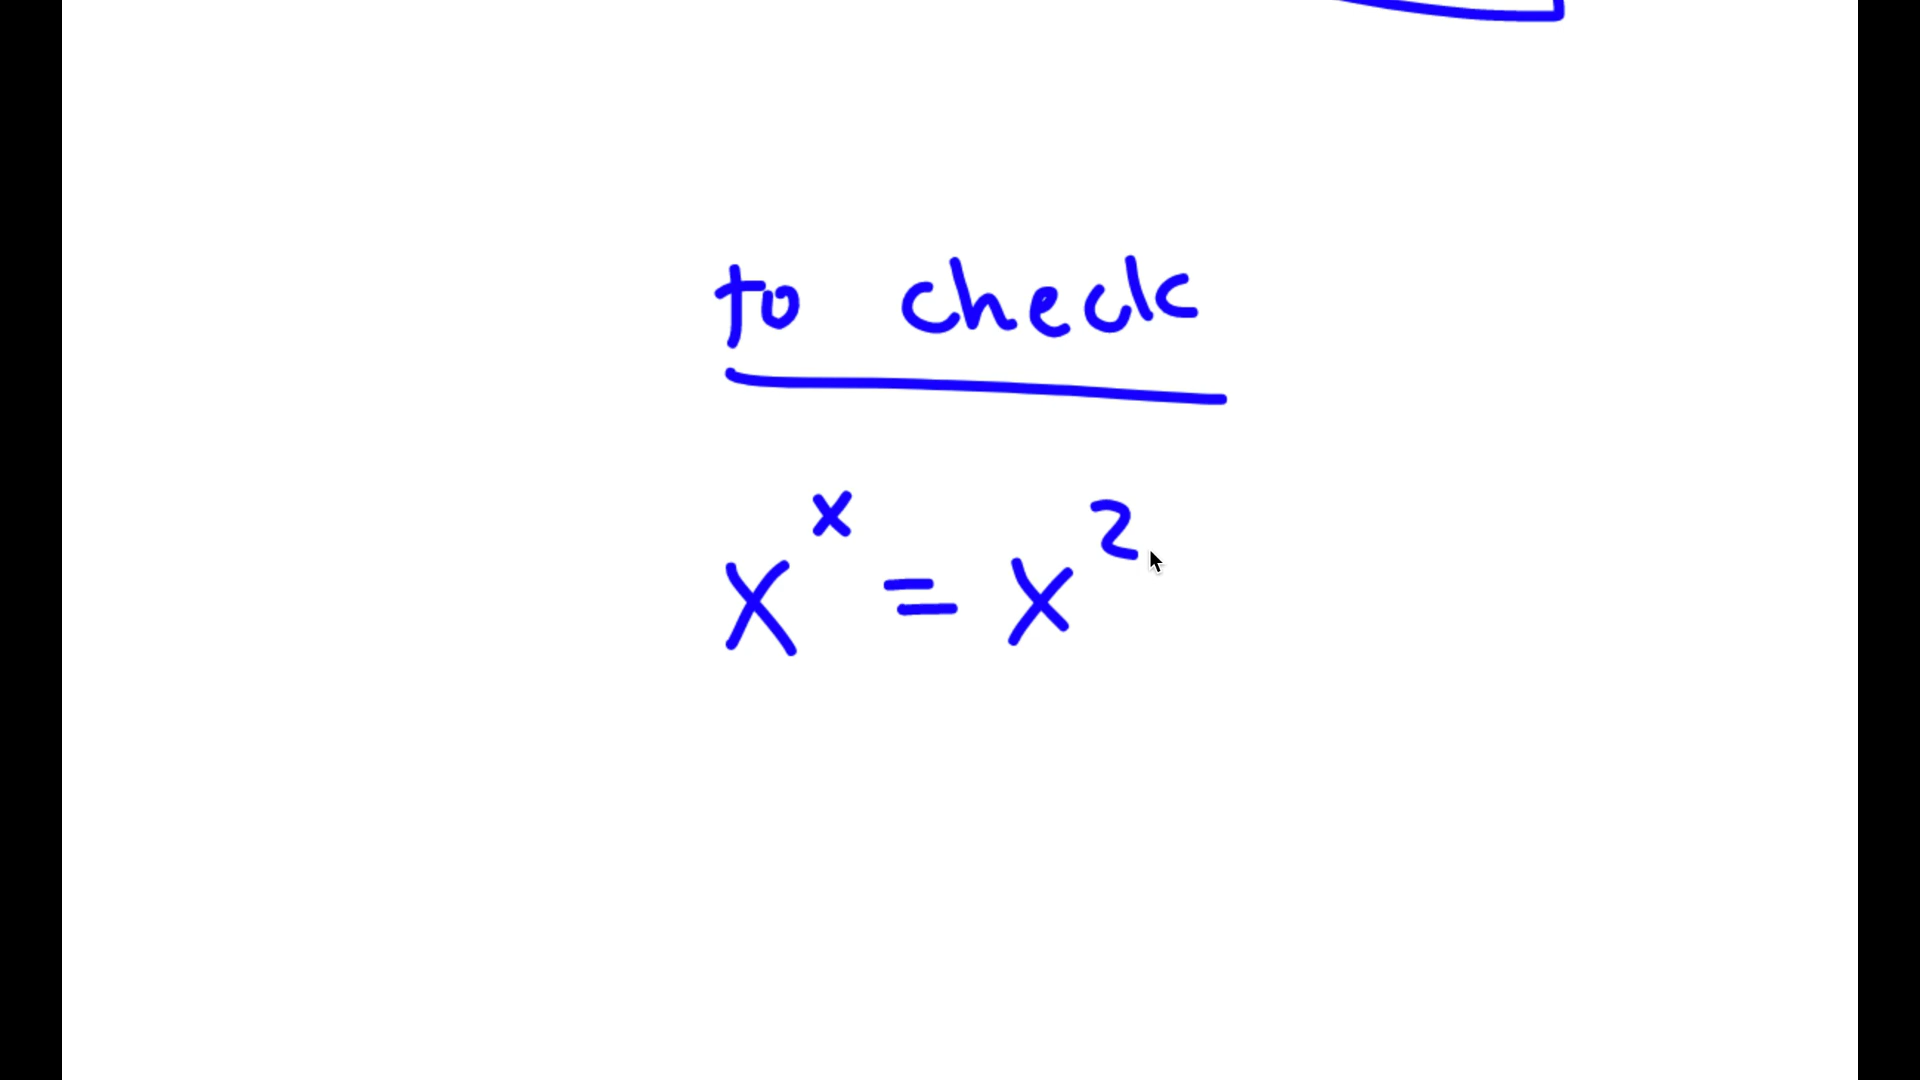 to check
x^x = x^2